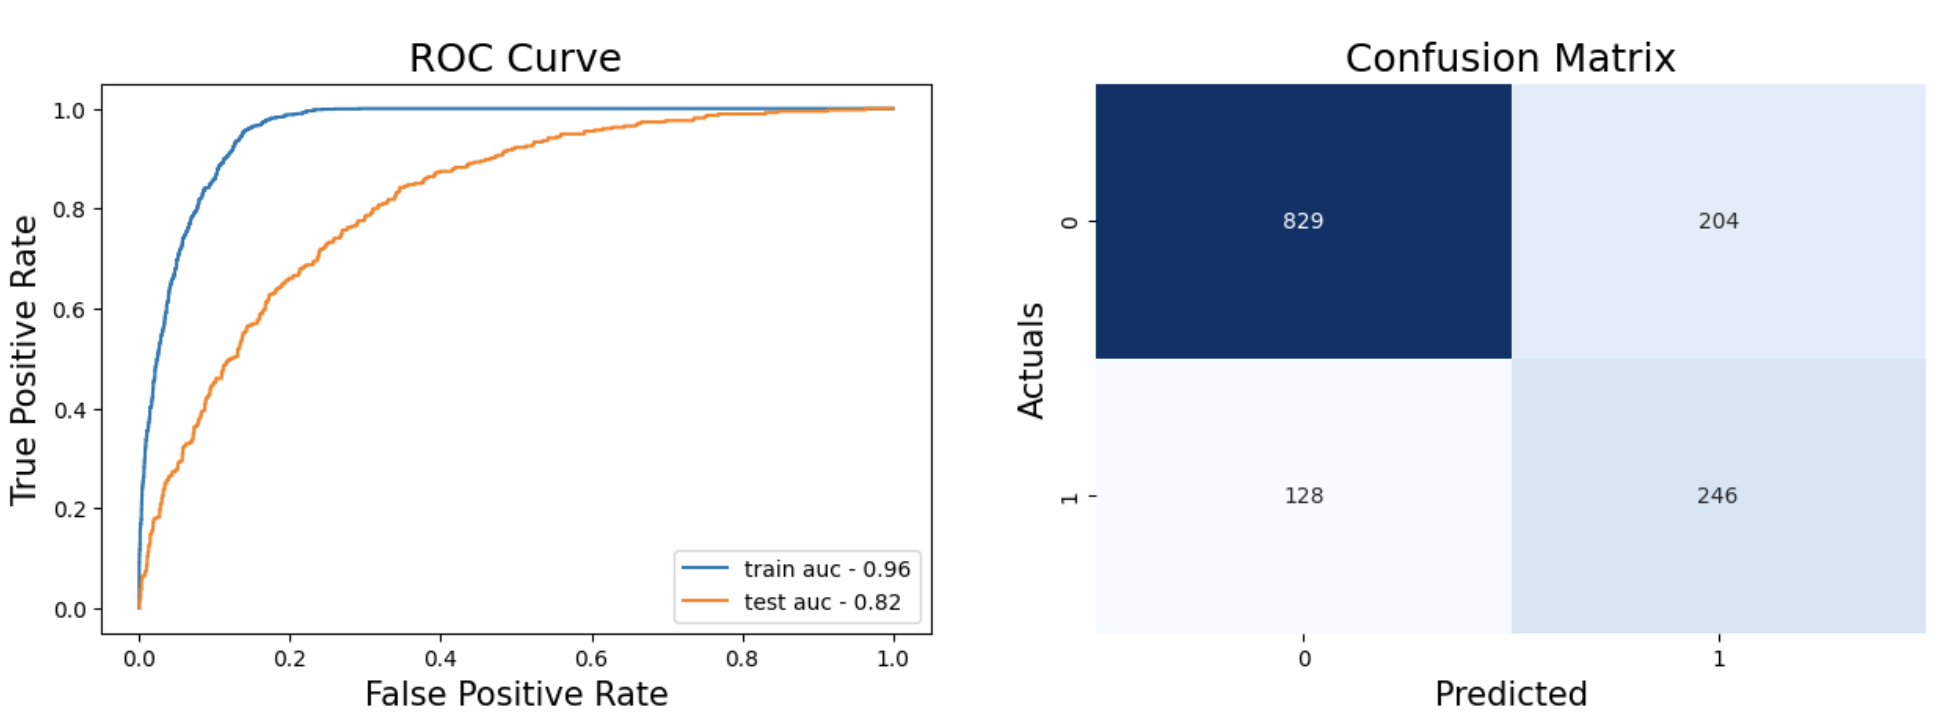 ROC Curve
True Positive Rate
1.0
0.8
0.6
0.4
0.2
0.0
train auc - 0.96
test auc - 0.82
0.0 0.2 0.4 0.6 0.8 1.0
False Positive Rate
Confusion Matrix
Actuals
0
829 204
1
128 246
0 1
Predicted